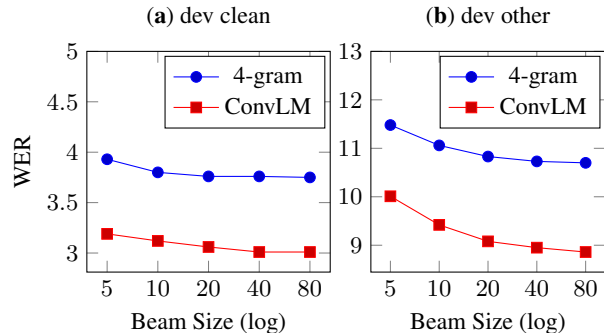 (a) dev clean
(b) dev other
5
4.5
4
3.5
3
WER
4-gram
ConvLM
5 10 20 40 80
Beam Size (log)
13
12
11
10
9
4-gram
ConvLM
5 10 20 40 80
Beam Size (log)